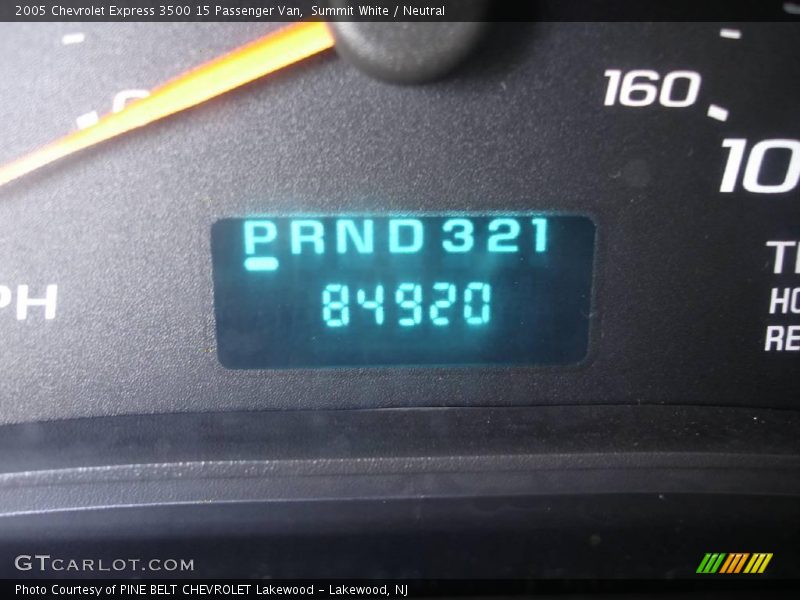 2005 Chevrolet Express 3500 15 Passenger Van, Summit White / Neutral
160
PRND321
84920
GTCARLOT.COM
Photo Courtesy of PINE BELT CHEVROLET Lakewood - Lakewood, NJ